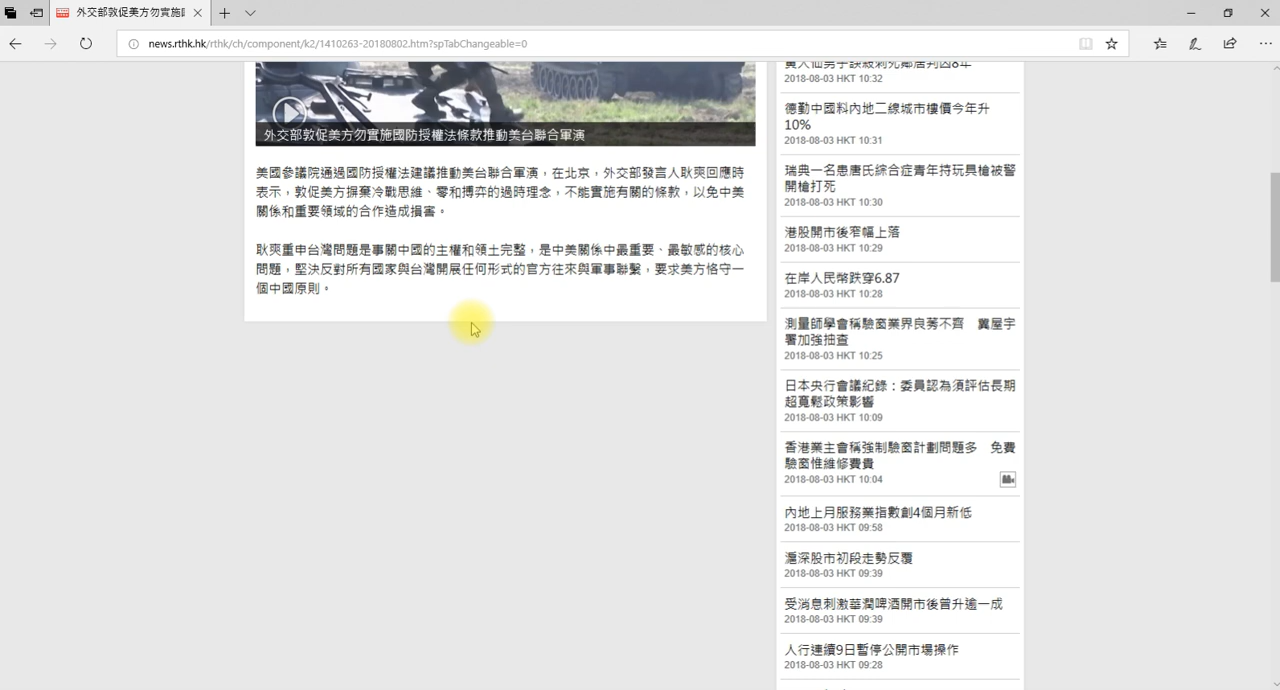 外交部敦促美方勿實施
news.rthk.hk/rthk/ch/component/k2/1410263-20180802.htm?spTabChangeable=0
外交部敦促美方勿實施國防授權法條款推動美台聯合軍演
美國參議院通過國防授權法建議推動美台聯合軍演，在北京，外交部發言人耿爽回應時
表示，敦促美方摒棄冷戰思維、零和搏弈的過時理念，不能實施有關的條款，以免中美
關係和重要領域的合作造成損害。
耿爽重申台灣問題是事關中國的主權和領土完整，是中美關係中最重要、最敏感的核心
問題，堅決反對所有國家與台灣開展任何形式的官方往來與軍事聯繫，要求美方恪守一
個中國原則。
黃大仙男子誤殺刺死鄰居判囚8年
2018-08-03 HKT 10:32
德勤中國料內地二線城市樓價今年升
10%
2018-08-03 HKT 10:31
瑞典一名患唐氏綜合症青年持玩具槍被警
開槍打死
2018-08-03 HKT 10:30
港股開市後窄幅上落
2018-08-03 HKT 10:29
在岸人民幣跌穿6.87
2018-08-03 HKT 10:28
測量師學會稱驗窗業界良莠不齊　冀屋宇
署加強抽查
2018-08-03 HKT 10:25
日本央行會議紀錄：委員認為須評估長期
超寬鬆政策影響
2018-08-03 HKT 10:09
香港業主會稱強制驗窗計劃問題多　免費
驗窗惟維修費貴
2018-08-03 HKT 10:04
內地上月服務業指數創4個月新低
2018-08-03 HKT 09:58
滬深股市初段走勢反覆
2018-08-03 HKT 09:39
受消息刺激華潤啤酒開市後曾升逾一成
2018-08-03 HKT 09:39
人行連續9日暫停公開市場操作
2018-08-03 HKT 09:28